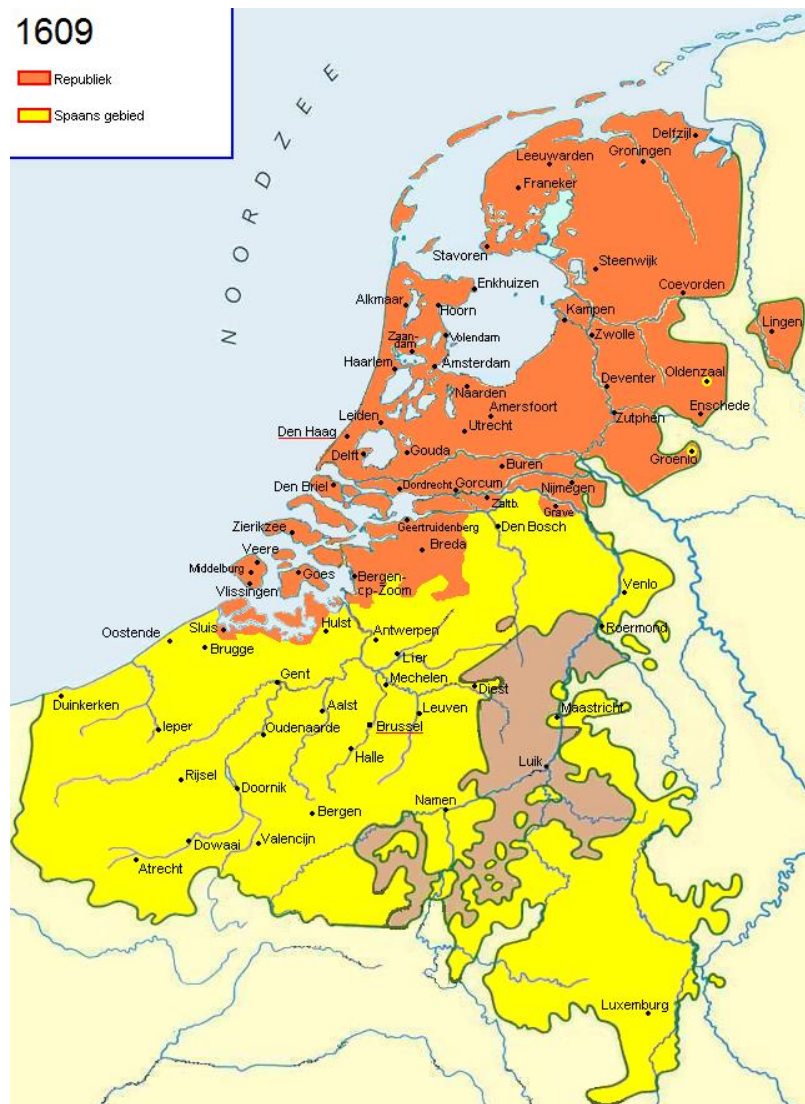 1609
Republiek
Spaans gebied
NOORDZEE
Delfzijl
Groningen
Leeuwarden
Franeker
Stavoren
Steenwijk
Enkhuizen
Coevorden
Alkmaar
Hoorn
Kampen
Lingen
Zwolle
Volendam
Zaan-
dam
Haarlem
Amsterdam
Oldenzaal
Deventer
Naarden
Enschede
Amersfoort
Zutphen
Leiden
Utrecht
Den Haag
Delft
Gouda
Groenlo
Buren
Den Briel
Dordrecht
Gorcum
Nijmegen
Zaltb.
Grave
Zierikzee
Geertruidenberg
Den Bosch
Breda
Veere
Middelburg
Goes
Bergen-
op-Zoom
Vlissingen
Venlo
Sluis
Hulst
Roermond
Oostende
Brugge
Antwerpen
Lier
Gent
Mechelen
Diest
Duinkerken
Aalst
Leuven
Maastricht
Ieper
Oudenaarde
Brussel
Halle
Luik
Rijsel
Doornik
Namen
Bergen
Dowaai
Valencijn
Atrecht
Luxemburg